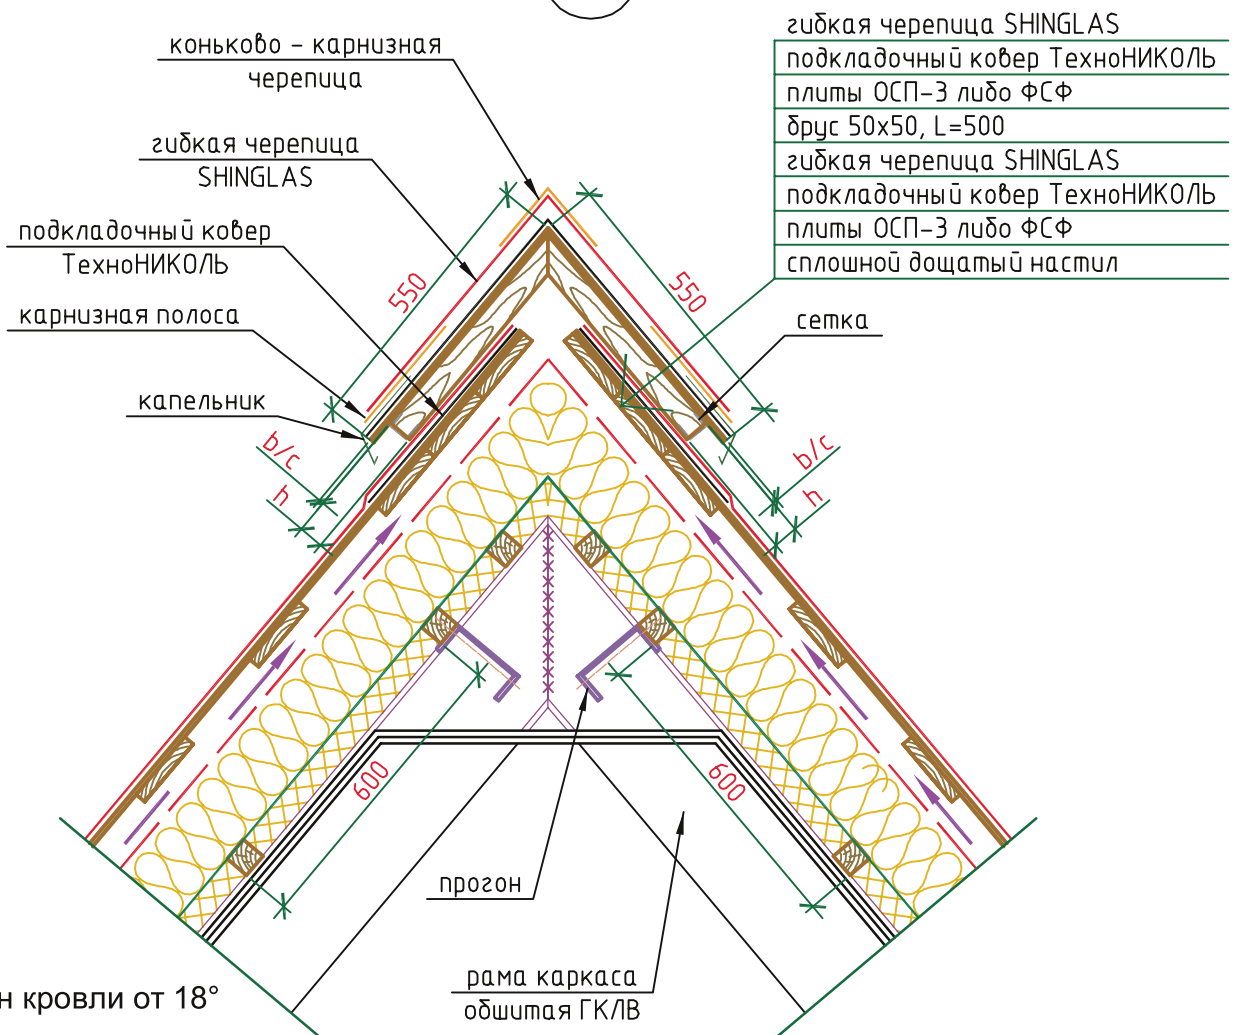 коньково – карнизная
черепица
гибкая черепица
SHINGLAS
подкладочный ковер
ТехноНИКОЛЬ
карнизная полоса
капельник
гибкая черепица SHINGLAS
подкладочный ковер ТехноНИКОЛЬ
плиты ОСП–3 либо ФСФ
брус 50х50, L=500
гибкая черепица SHINGLAS
подкладочный ковер ТехноНИКОЛЬ
плиты ОСП–3 либо ФСФ
сплошной дощатый настил
сетка
550
550
b/c
h
b/c
h
600
600
прогон
рама каркаса
обшитая ГКЛВ
н кровли от 18°